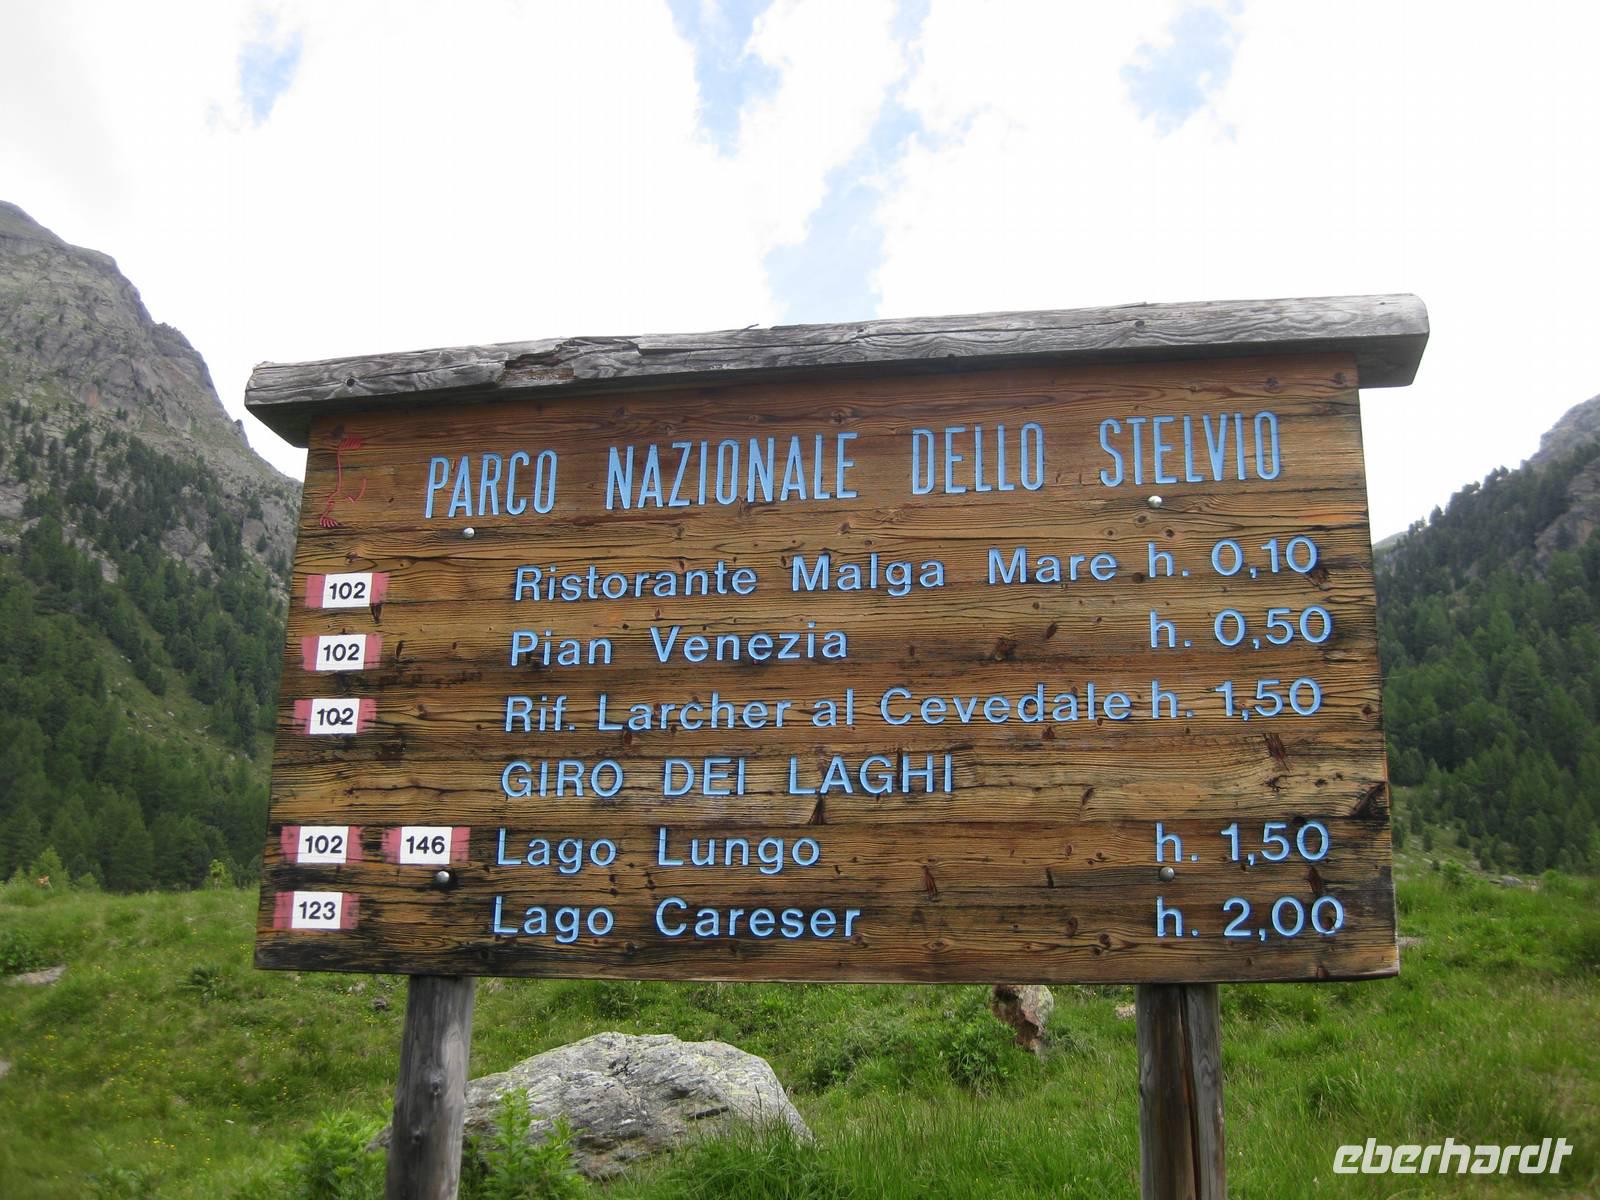 PARCO NAZIONALE DELLO STELVIO
102 Ristorante Malga Mare h. 0,10
102 Pian Venezia h. 0,50
102 Rif. Larcher al Cevedale h. 1,50
GIRO DEI LAGHI
102 146 Lago Lungo h. 1,50
123 Lago Careser h. 2,00
eberhardt